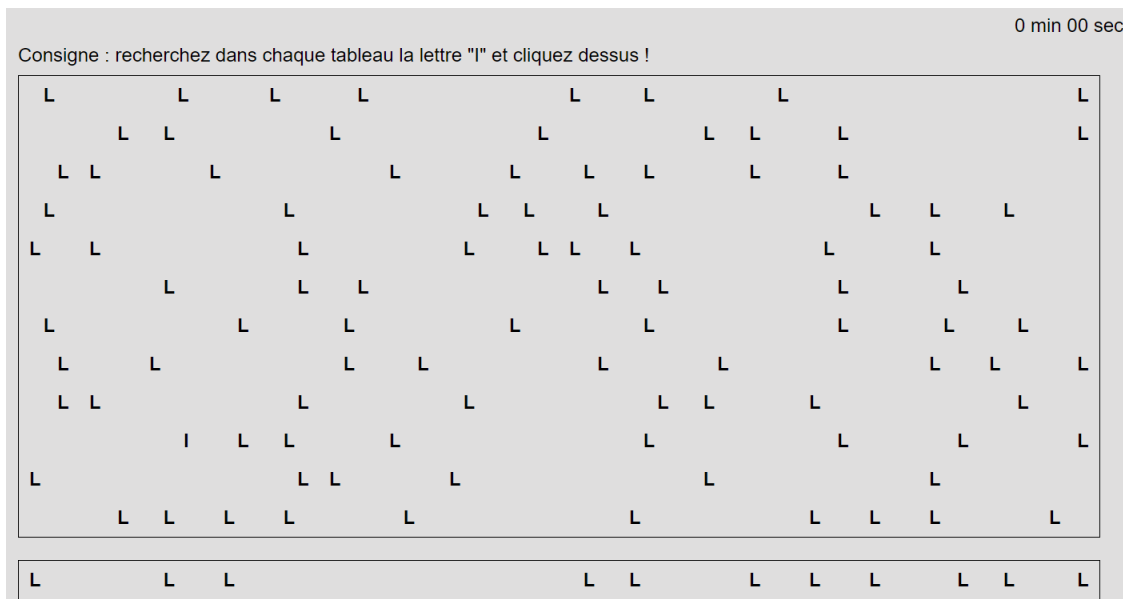 0 min 00 sec
Consigne : recherchez dans chaque tableau la lettre "I" et cliquez dessus !
L L L L L L L L
L L L L L L L L
L L L L L L L L L
L L L L L L L L
L L L L L L L L L
L L L L L L L
L L L L L L L L
L L L L L L L L L
L L L L L L L L
I L L L L L L L
L L L L L L
L L L L L L L L L L
L L L L L L L L L L L